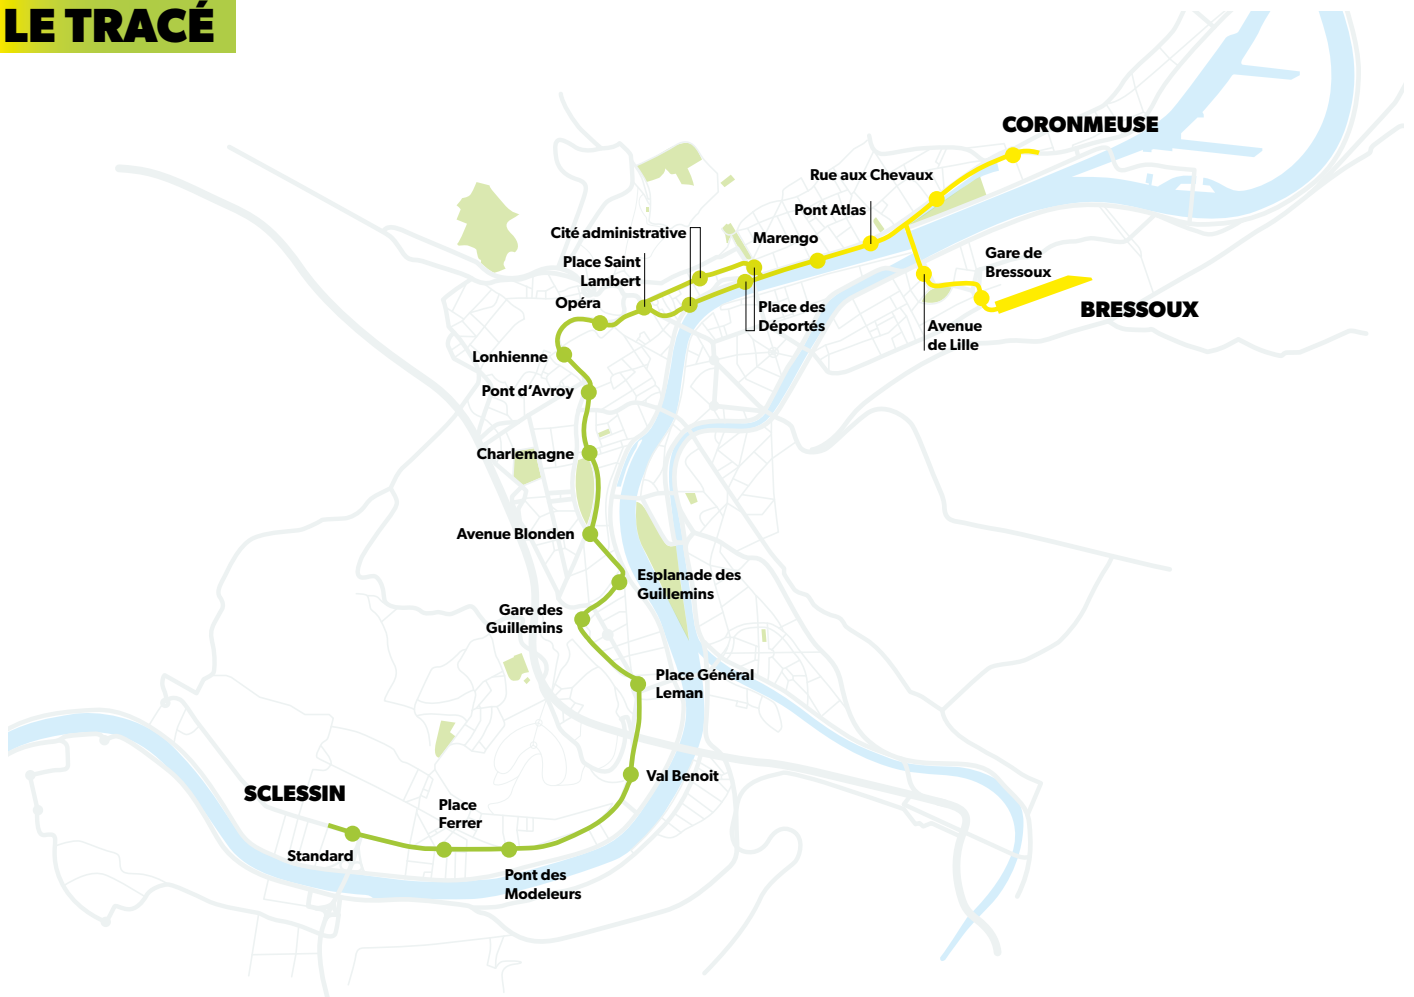 LE TRACÉ
CORONMEUSE
Rue aux Chevaux
Pont Atlas
Cité administrative
Marengo
Place Saint
Lambert
Gare de
Bressoux
Opéra
Place des
Déportés
BRESSOUX
Avenue
de Lille
Lonhienne
Pont d’Avroy
Charlemagne
Avenue Blonden
Esplanade des
Guillemins
Gare des
Guillemins
Place Général
Leman
Val Benoit
SCLESSIN
Place
Ferrer
Standard
Pont des
Modeleurs